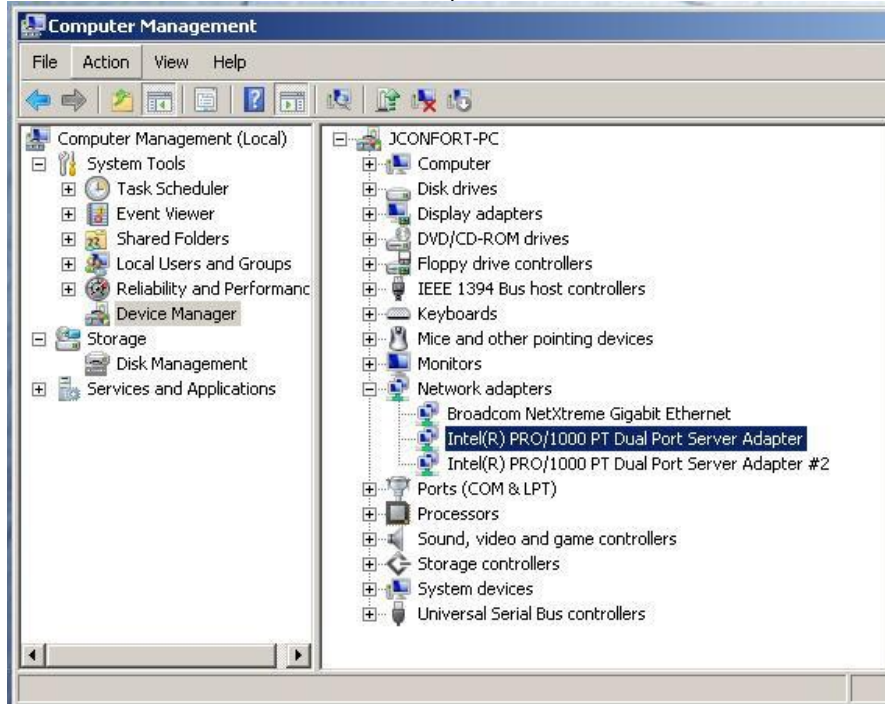 Computer Management
File Action View Help
Computer Management (Local)
System Tools
Task Scheduler
Event Viewer
Shared Folders
Local Users and Groups
Reliability and Performanc
Device Manager
Storage
Disk Management
Services and Applications
JCONFORT-PC
Computer
Disk drives
Display adapters
DVD/CD-ROM drives
Floppy drive controllers
IEEE 1394 Bus host controllers
Keyboards
Mice and other pointing devices
Monitors
Network adapters
Broadcom NetXtreme Gigabit Ethernet
Intel(R) PRO/1000 PT Dual Port Server Adapter
Intel(R) PRO/1000 PT Dual Port Server Adapter #2
Ports (COM & LPT)
Processors
Sound, video and game controllers
Storage controllers
System devices
Universal Serial Bus controllers